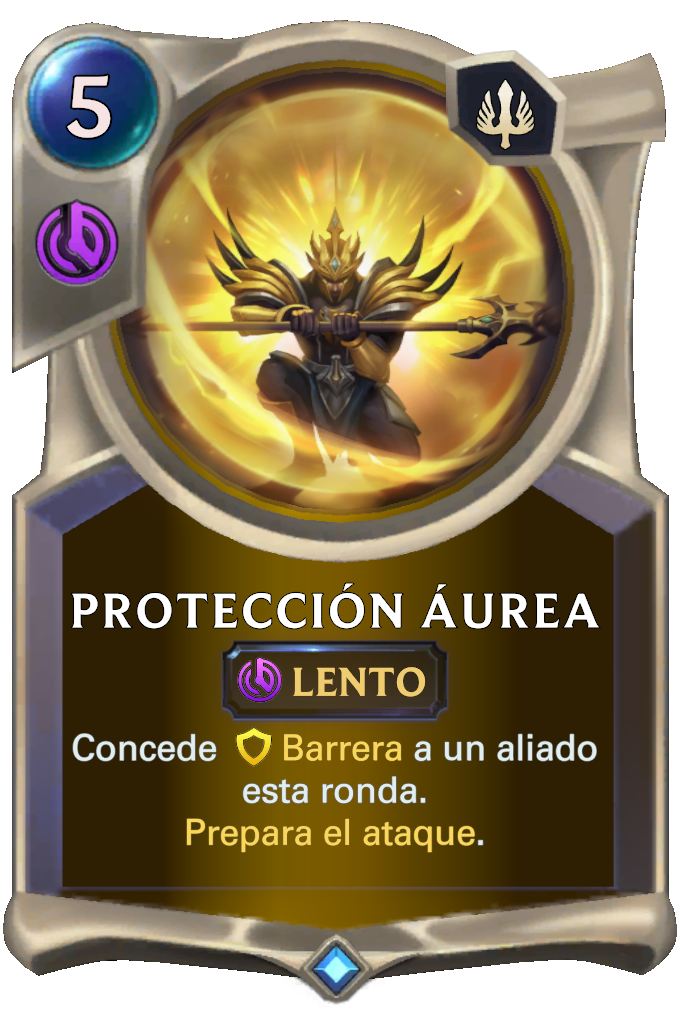 5
PROTECCIÓN ÁUREA
LENTO
Concede Barrera a un aliado
esta ronda.
Prepara el ataque.